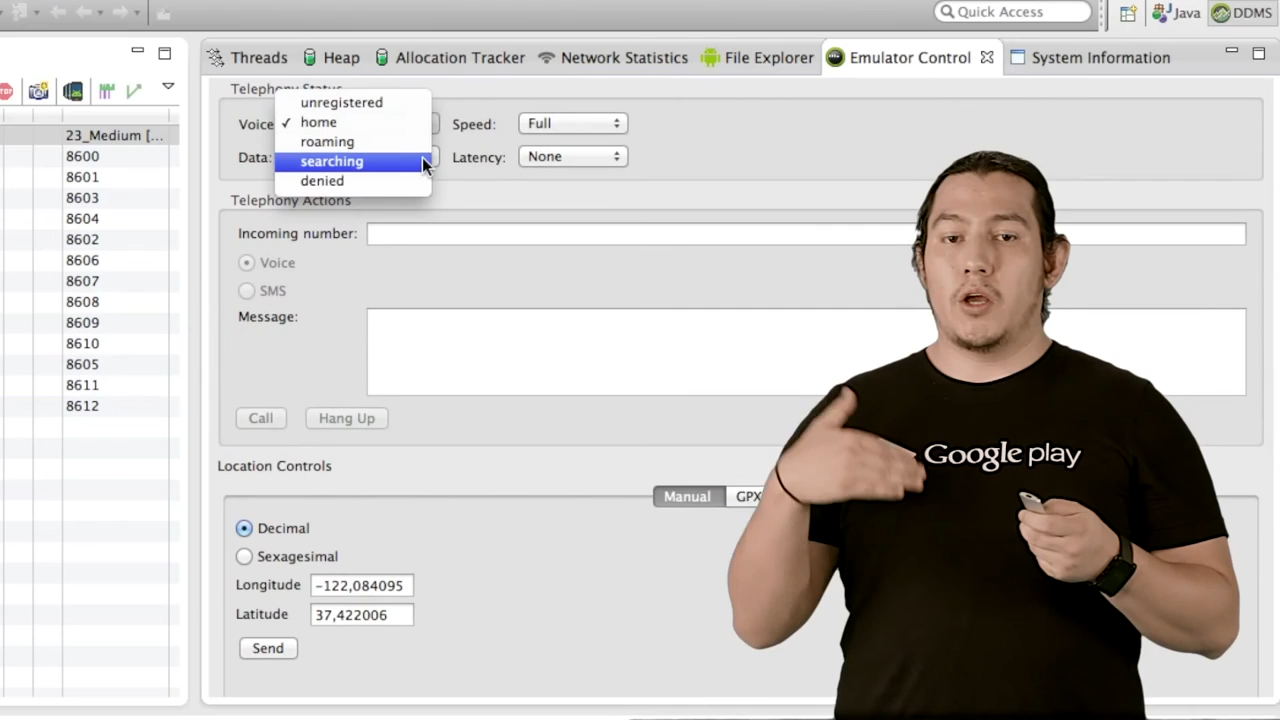 Quick Access
Java
DDMS
Threads
Heap
Allocation Tracker
Network Statistics
File Explorer
Emulator Control
System Information
23_Medium [...
8600
8601
8603
8604
8602
8606
8607
8608
8609
8610
8605
8611
8612
Telephony Status
unregistered
Voice
✓ home
Speed:
Full
roaming
Data:
searching
Latency:
None
denied
Telephony Actions
Incoming number:
Voice
SMS
Message:
Call
Hang Up
Location Controls
Manual
GPX
Decimal
Sexagesimal
Longitude
-122,084095
Latitude
37,422006
Send
Google play